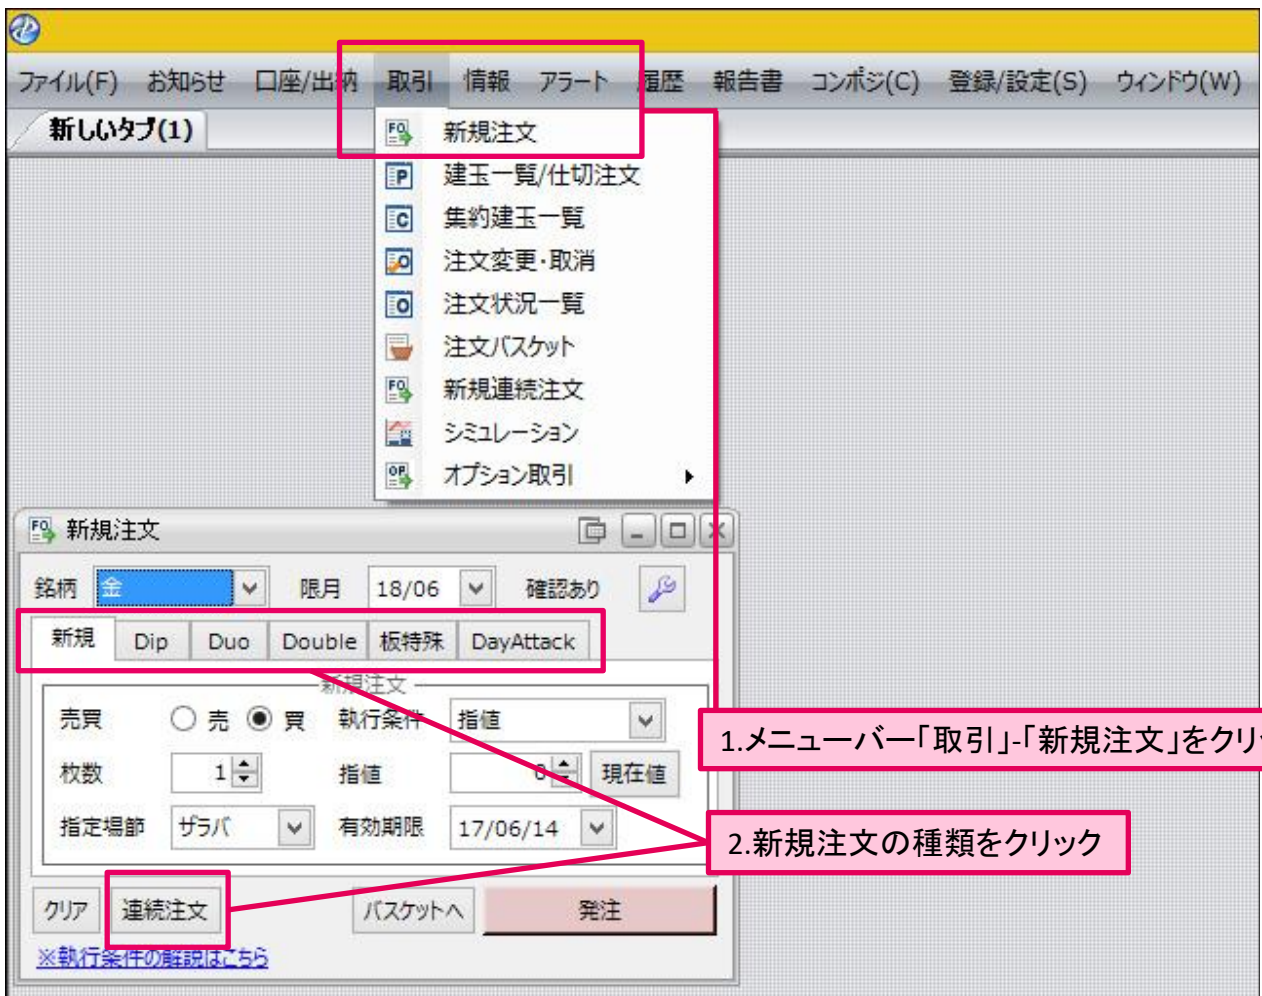 ファイル(F) お知らせ 口座/出納 取引 情報 アラート 履歴 報告書 コンポジ(C) 登録/設定(S) ウィンドウ(W)
新しいタブ(1)
新規注文
建玉一覧/仕切注文
集約建玉一覧
注文変更・取消
注文状況一覧
注文バスケット
新規連続注文
シミュレーション
オプション取引
新規注文
銘柄 金 限月 18/06 確認あり
新規 Dip Duo Double 板特殊 DayAttack
新規注文
売買 売 買 執行条件 指値
枚数 1 指値 0 現在値
指定場節 ザラバ 有効期限 17/06/14
1.メニューバー「取引」-「新規注文」をクリ
2.新規注文の種類をクリック
クリア 連続注文 バスケットへ 発注
※執行条件の解説はこちら